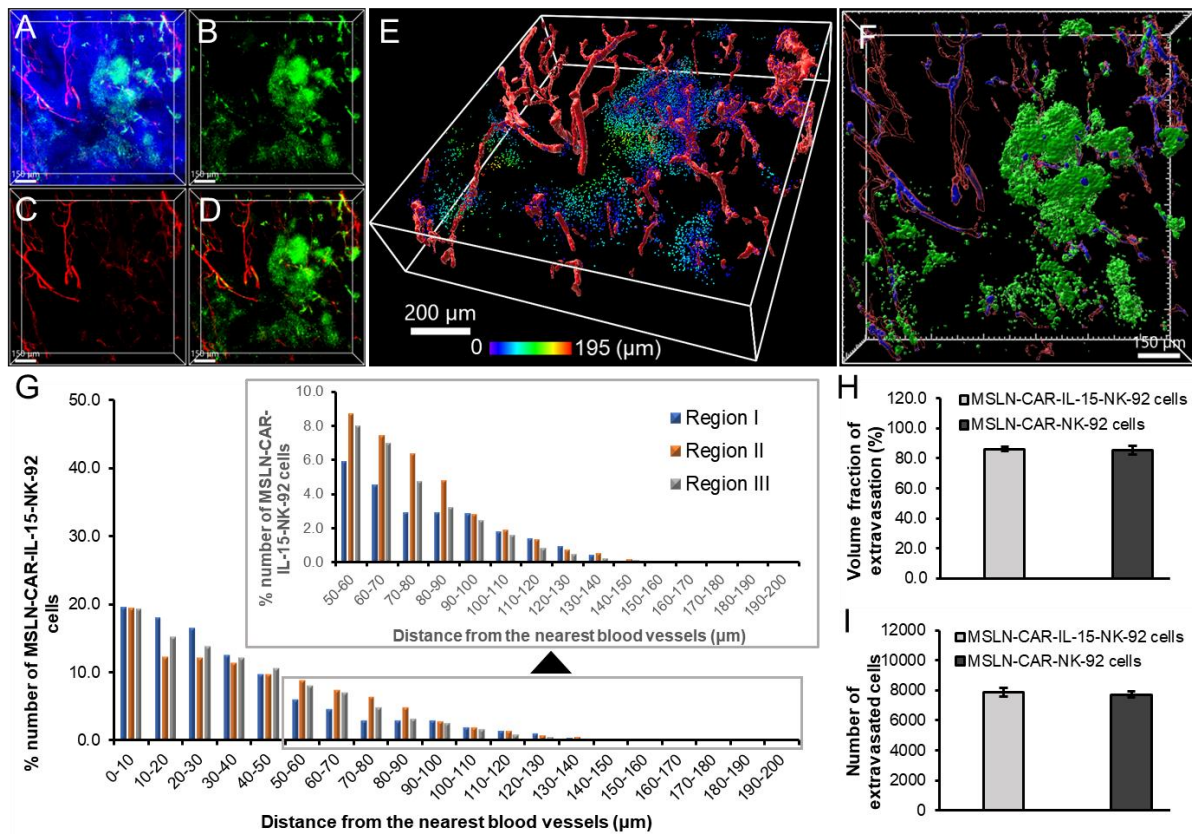 A
150 µm
B
150 µm
C
150 µm
D
150 µm
E
200 µm
0 195 (µm)
F
150 µm
G
% number of MSLN-CAR-IL-15-NK-92
cells
50.0
40.0
30.0
20.0
10.0
0.0
0-10
10-20
20-30
30-40
40-50
50-60
60-70
70-80
80-90
90-100
100-110
110-120
120-130
130-140
140-150
150-160
160-170
170-180
180-190
190-200
Distance from the nearest blood vessels (µm)
% number of MSLN-CAR-
IL-15-NK-92 cells
10.0
8.0
6.0
4.0
2.0
0.0
Region I
Region II
Region III
50-60
60-70
70-80
80-90
90-100
100-110
110-120
120-130
130-140
140-150
150-160
160-170
170-180
180-190
190-200
Distance from the nearest blood vessels (µm)
H
Volume fraction of
extravasation (%)
120.0
100.0
80.0
60.0
40.0
20.0
0.0
MSLN-CAR-IL-15-NK-92 cells
MSLN-CAR-NK-92 cells
I
Number of
extravasated cells
12000
10000
8000
6000
4000
2000
0
MSLN-CAR-IL-15-NK-92 cells
MSLN-CAR-NK-92 cells